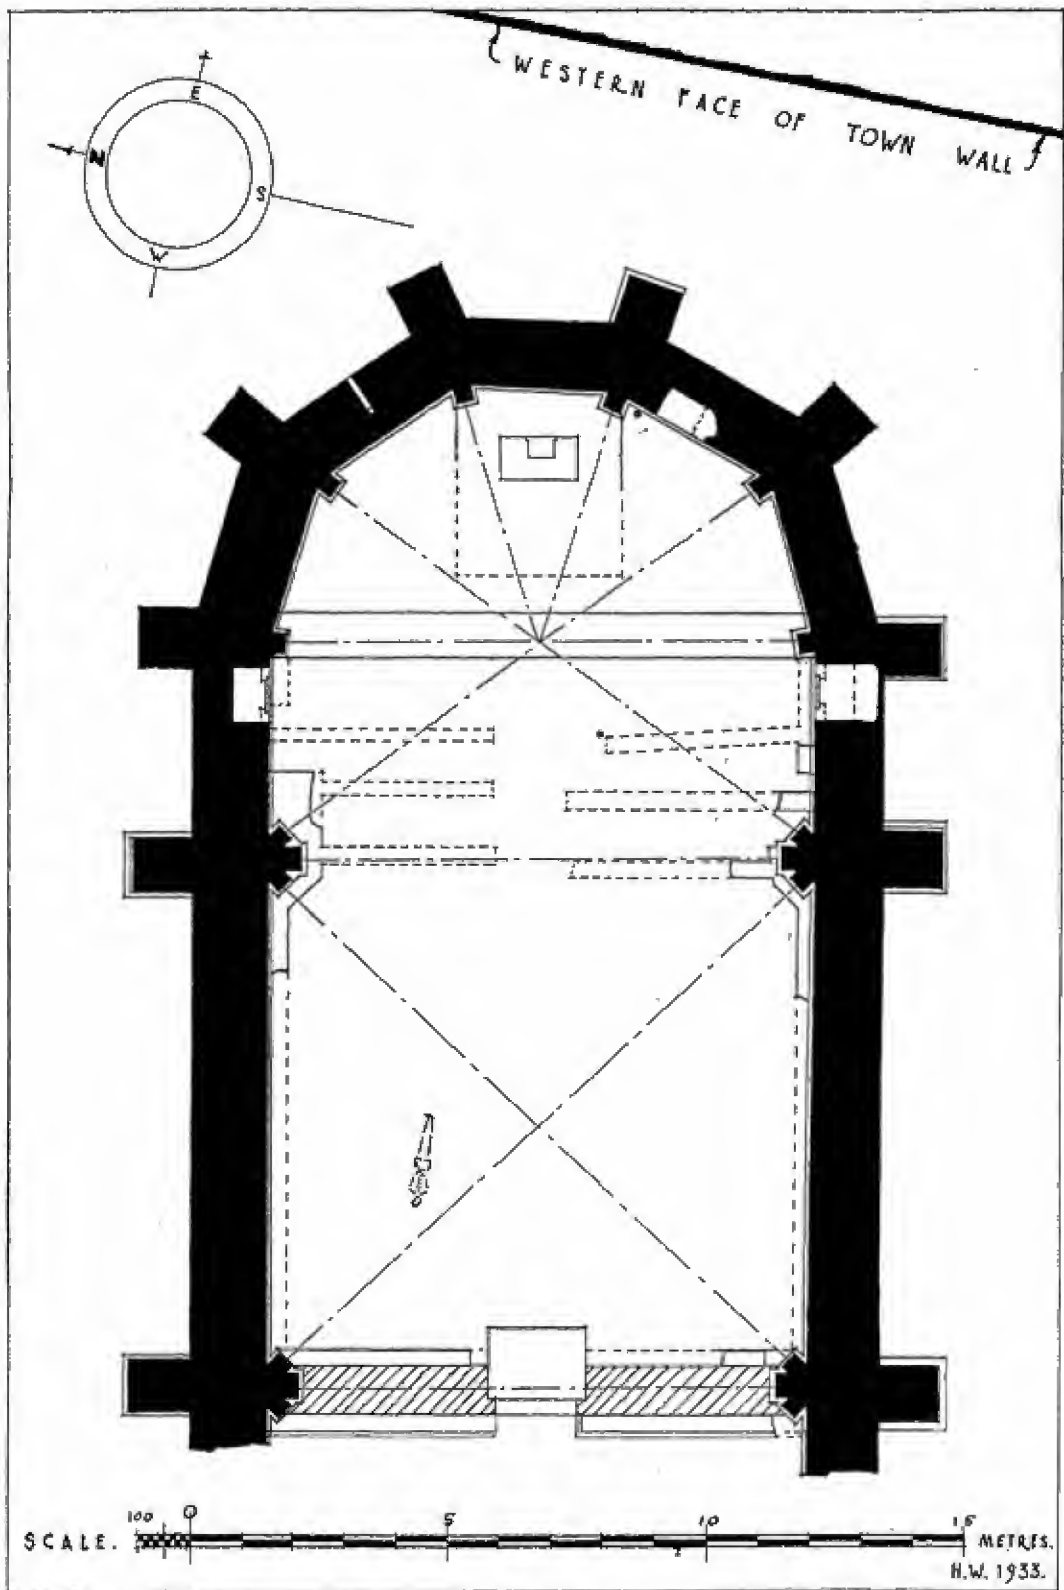 WESTERN FACE OF TOWN WALL
E
N
S
W
100 0 5 10 15
SCALE. METRES.
H.W. 1933.